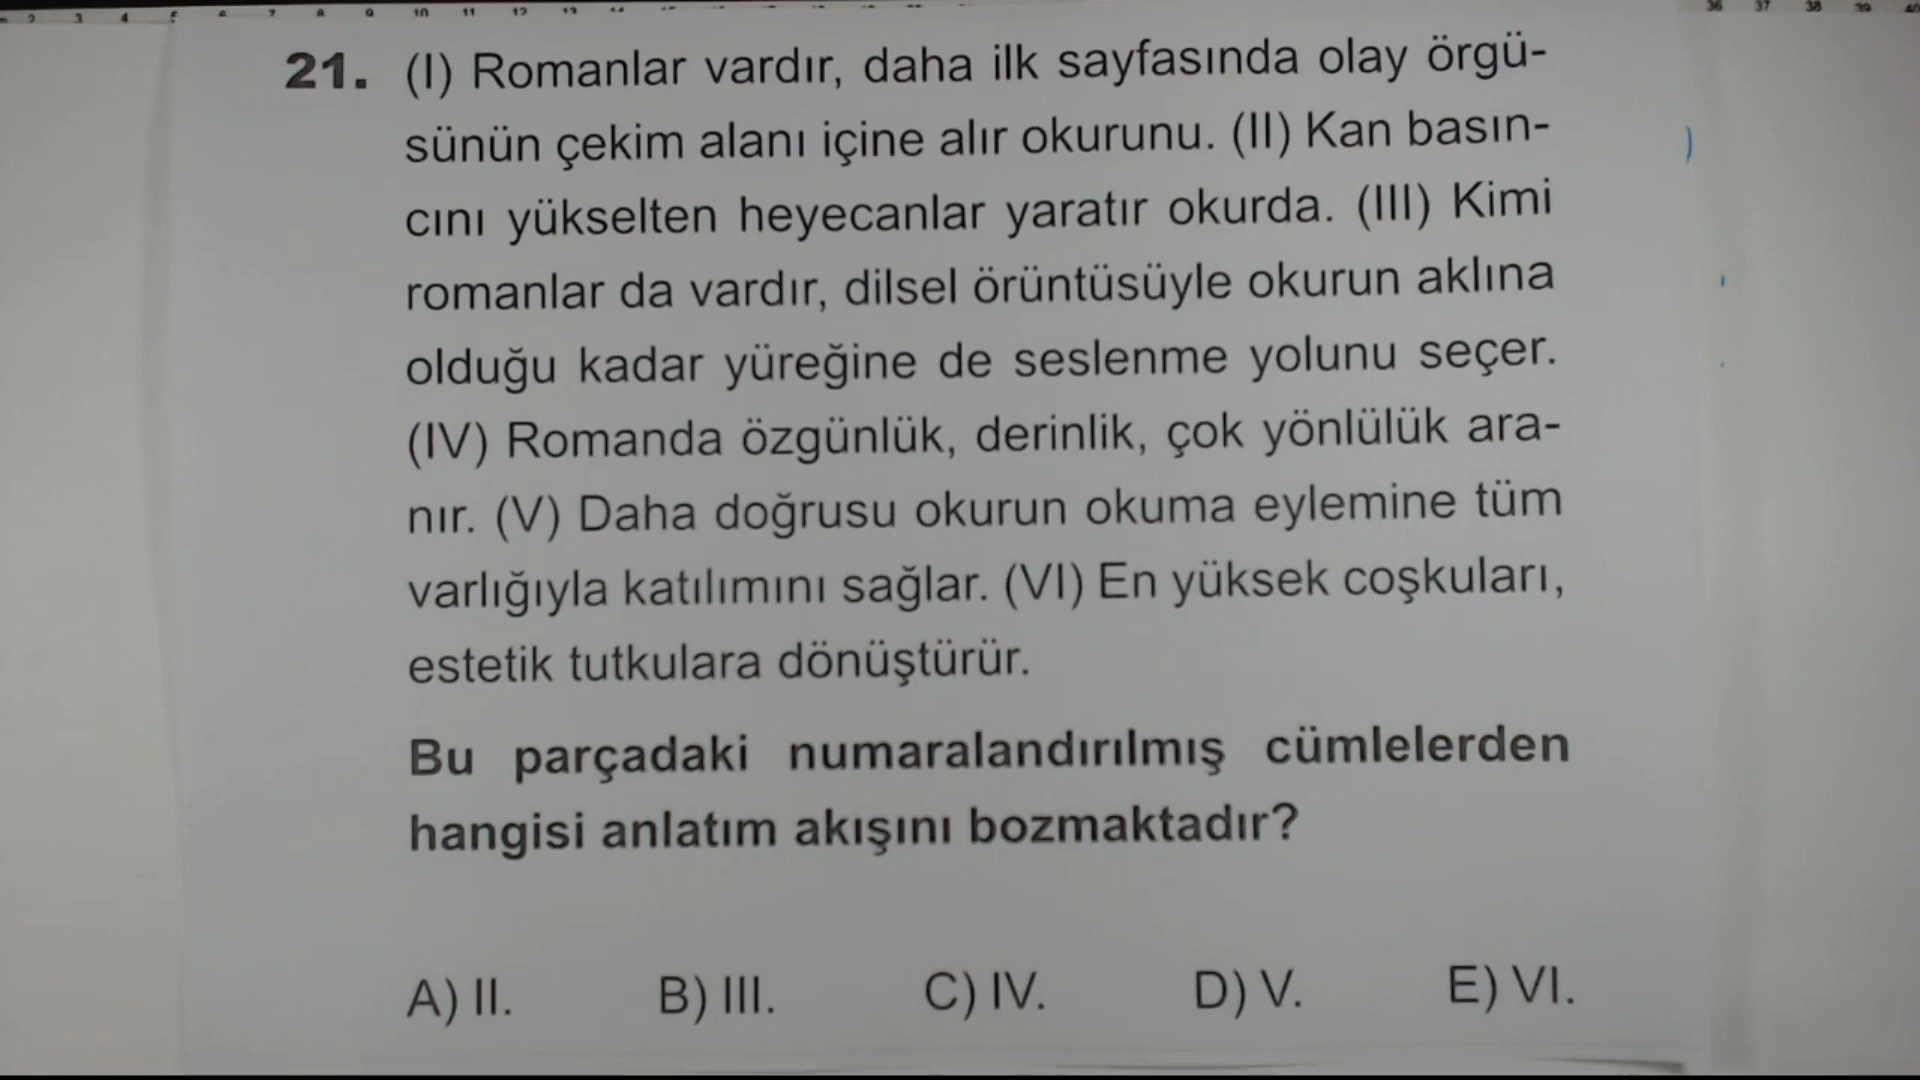 21. (I) Romanlar vardır, daha ilk sayfasında olay örgü-
sünün çekim alanı içine alır okurunu. (II) Kan basın-
cını yükselten heyecanlar yaratır okurda. (III) Kimi
romanlar da vardır, dilsel örüntüsüyle okurun aklına
olduğu kadar yüreğine de seslenme yolunu seçer.
(IV) Romanda özgünlük, derinlik, çok yönlülük ara-
nır. (V) Daha doğrusu okurun okuma eylemine tüm
varlığıyla katılımını sağlar. (VI) En yüksek coşkuları,
estetik tutkulara dönüştürür.
Bu parçadaki numaralandırılmış cümlelerden
hangisi anlatım akışını bozmaktadır?
A) II. B) III. C) IV. D) V. E) VI.